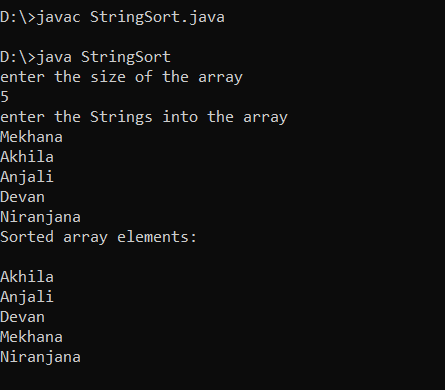 D:\>javac StringSort.java
D:\>java StringSort
enter the size of the array
5
enter the Strings into the array
Mekhana
Akhila
Anjali
Devan
Niranjana
Sorted array elements:
Akhila
Anjali
Devan
Mekhana
Niranjana